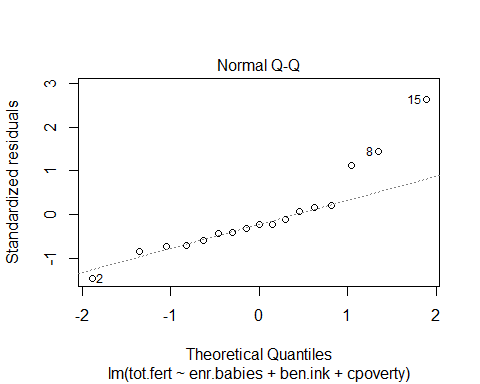 Normal Q-Q
Standardized residuals
3
2
1
0
-1
15
8
2
-2 -1 0 1 2
Theoretical Quantiles
lm(tot.fert ~ enr.babies + ben.ink + cpoverty)